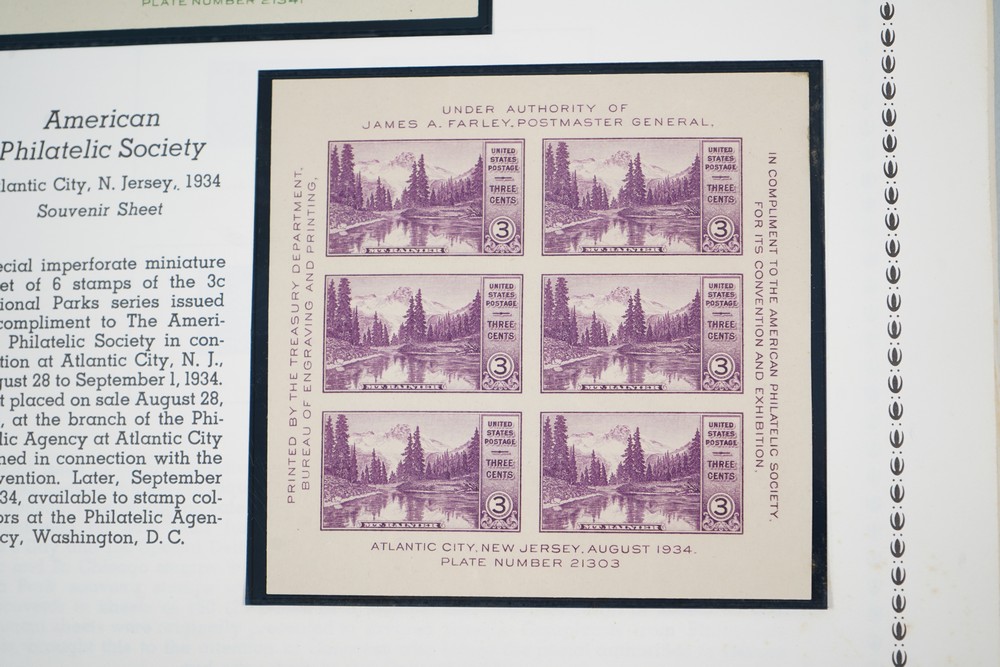 PLATE NUMBER 21341
American
Philatelic Society
lantic City, N. Jersey, 1934
Souvenir Sheet
ecial imperforate miniature
et of 6 stamps of the 3c
ional Parks series issued
compliment to The Ameri-
Philatelic Society in con-
tion at Atlantic City, N. J.,
gust 28 to September 1, 1934.
t placed on sale August 28,
, at the branch of the Phi-
lic Agency at Atlantic City
ned in connection with the
vention. Later, September
34, available to stamp col-
ors at the Philatelic Agen-
cy, Washington, D. C.
UNDER AUTHORITY OF
JAMES A. FARLEY, POSTMASTER GENERAL.
PRINTED BY THE TREASURY DEPARTMENT,
BUREAU OF ENGRAVING AND PRINTING,
UNITED
STATES
POSTAGE
THREE
CENTS
3
MT. RAINIER
UNITED
STATES
POSTAGE
THREE
CENTS
3
MT. RAINIER
UNITED
STATES
POSTAGE
THREE
CENTS
3
MT. RAINIER
UNITED
STATES
POSTAGE
THREE
CENTS
3
MT. RAINIER
UNITED
STATES
POSTAGE
THREE
CENTS
3
MT. RAINIER
UNITED
STATES
POSTAGE
THREE
CENTS
3
MT. RAINIER
IN COMPLIMENT TO THE AMERICAN PHILATELIC SOCIETY,
FOR ITS CONVENTION AND EXHIBITION.
ATLANTIC CITY, NEW JERSEY, AUGUST 1934.
PLATE NUMBER 21303